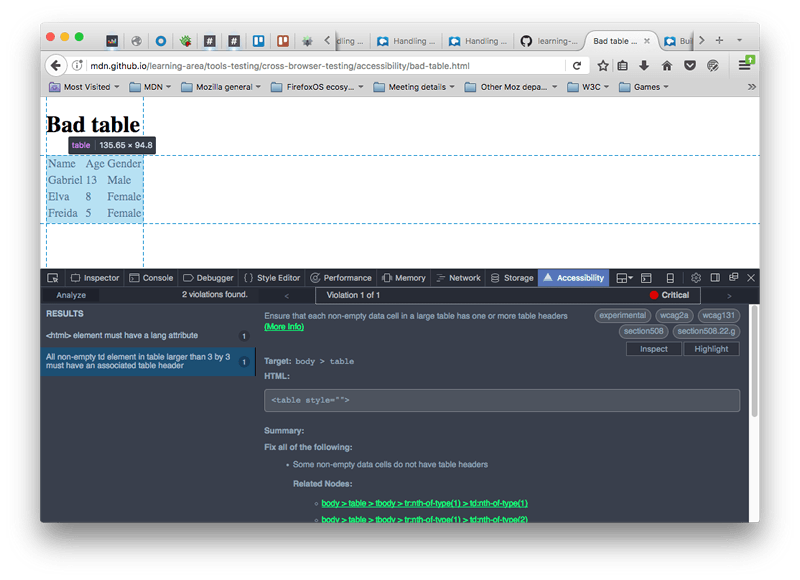 dling ...
Handling ...
Handling ...
learning-...
Bad table ...
Bui
mdn.github.io/learning-area/tools-testing/cross-browser-testing/accessibility/bad-table.html
Most Visited
MDN
Mozilla general
FirefoxOS ecosy...
Meeting details
Other Moz depa...
W3C
Games
Bad table
table 135.65 × 94.8
Name Age Gender
Gabriel 13 Male
Elva 8 Female
Freida 5 Female
Inspector
Console
Debugger
{ } Style Editor
Performance
Memory
Network
Storage
Accessibility
Analyze
2 violations found.
< Violation 1 of 1 Critical >
RESULTS
<html> element must have a lang attribute 1
All non-empty td element in table larger than 3 by 3
must have an associated table header 1
Ensure that each non-empty data cell in a large table has one or more table headers
(More Info)
experimental wcag2a wcag131
section508 section508.22.g
Inspect Highlight
Target: body > table
HTML:
<table style="">
Summary:
Fix all of the following:
• Some non-empty data cells do not have table headers
Related Nodes:
body > table > tbody > tr:nth-of-type(1) > td:nth-of-type(1)
body > table > tbody > tr:nth-of-type(1) > td:nth-of-type(2)